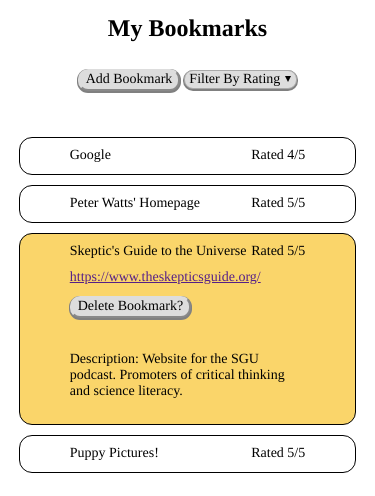 My Bookmarks
Add Bookmark Filter By Rating ▼
Google Rated 4/5
Peter Watts' Homepage Rated 5/5
Skeptic's Guide to the Universe Rated 5/5
https://www.theskepticsguide.org/
Delete Bookmark?
Description: Website for the SGU
podcast. Promoters of critical thinking
and science literacy.
Puppy Pictures! Rated 5/5